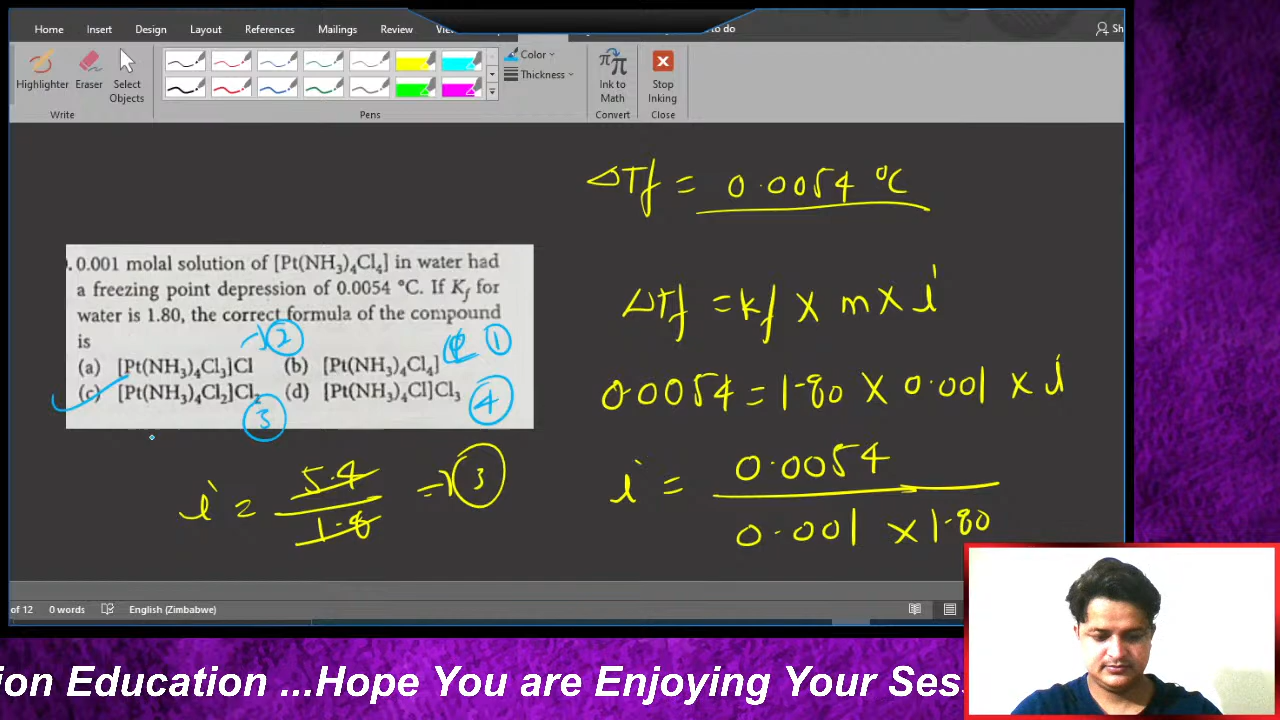 Home Insert Design Layout References Mailings Review to do
Highlighter Eraser Select Objects Color Thickness Ink to Math Stop Inking
Write Pens Convert Close
ΔTf = 0.0054 °C
0.001 molal solution of [Pt(NH₃)₄Cl₄] in water had
a freezing point depression of 0.0054 °C. If Kf for
water is 1.80, the correct formula of the compound
is
(a) [Pt(NH₃)₄Cl₃]Cl → 2 (b) [Pt(NH₃)₄Cl₄] 1
(c) [Pt(NH₃)₄Cl₂]Cl₂ 3 (d) [Pt(NH₃)₄Cl]Cl₃ 4
ΔTf = kf × m × i
0.0054 = 1.80 × 0.001 × i
i = 0.0054 / 0.001 × 1.80
i = 5.4 / 1.8 ⇒ 3
of 12 0 words English (Zimbabwe)
ion Education ...Hope You are Enjoying Your Ses